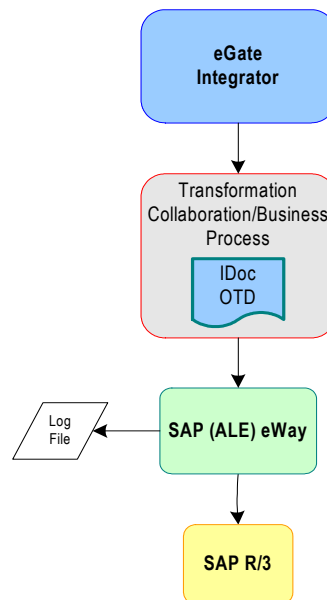 eGate
Integrator
Transformation
Collaboration/Business
Process
IDoc
OTD
Log
File
SAP (ALE) eWay
SAP R/3